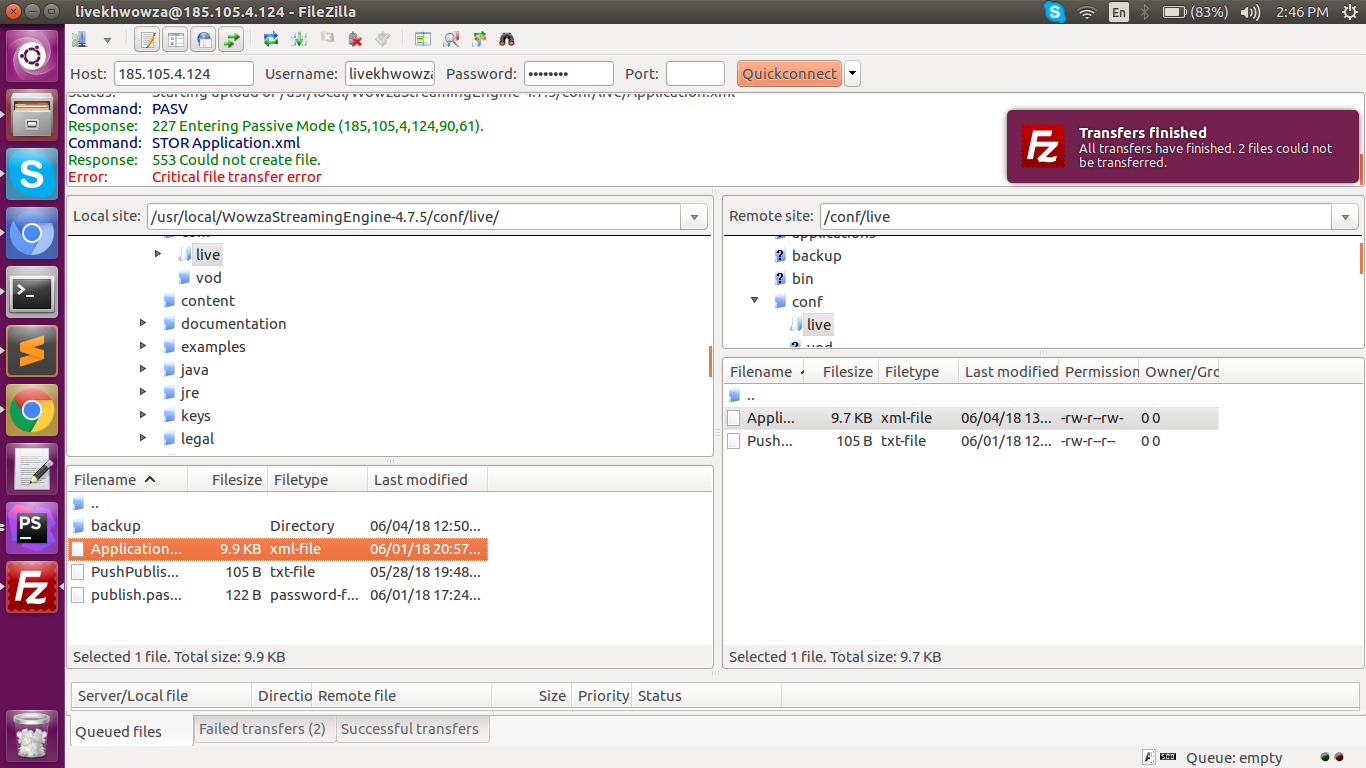 livekhwowza@185.105.4.124 - FileZilla
En
(83%)
2:46 PM
Host: 185.105.4.124 Username: livekhwowza Password: •••••••• Port: Quickconnect
Status: Starting upload of /usr/local/WowzaStreamingEngine-4.7.5/conf/live/Application.xml
Command: PASV
Response: 227 Entering Passive Mode (185,105,4,124,90,61).
Command: STOR Application.xml
Response: 553 Could not create file.
Error: Critical file transfer error
Transfers finished
All transfers have finished. 2 files could not
be transferred.
Local site: /usr/local/WowzaStreamingEngine-4.7.5/conf/live/
live
vod
content
documentation
examples
java
jre
keys
legal
Remote site: /conf/live
applications
backup
bin
conf
live
vod
Filename Filesize Filetype Last modified
..
backup Directory 06/04/18 12:50...
Application... 9.9 KB xml-file 06/01/18 20:57...
PushPublis... 105 B txt-file 05/28/18 19:48...
publish.pas... 122 B password-f... 06/01/18 17:24...
Selected 1 file. Total size: 9.9 KB
Filename Filesize Filetype Last modified Permission Owner/Gro
..
Appli... 9.7 KB xml-file 06/04/18 13... -rw-r--rw- 0 0
Push... 105 B txt-file 06/01/18 12... -rw-r--r-- 0 0
Selected 1 file. Total size: 9.7 KB
Server/Local file Directio Remote file Size Priority Status
Queued files Failed transfers (2) Successful transfers
Queue: empty